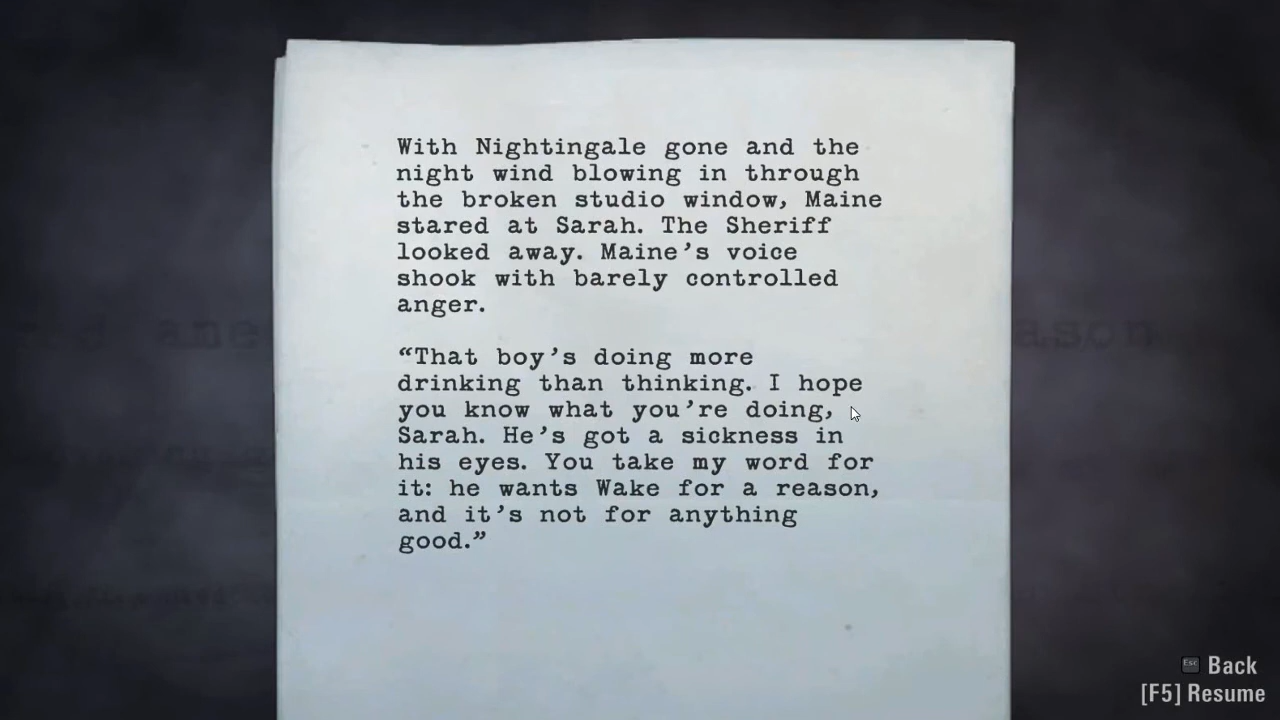 With Nightingale gone and the
night wind blowing in through
the broken studio window, Maine
stared at Sarah. The Sheriff
looked away. Maine’s voice
shook with barely controlled
anger.
“That boy’s doing more
drinking than thinking. I hope
you know what you’re doing,
Sarah. He’s got a sickness in
his eyes. You take my word for
it: he wants Wake for a reason,
and it’s not for anything
good.”
Esc Back
[F5] Resume